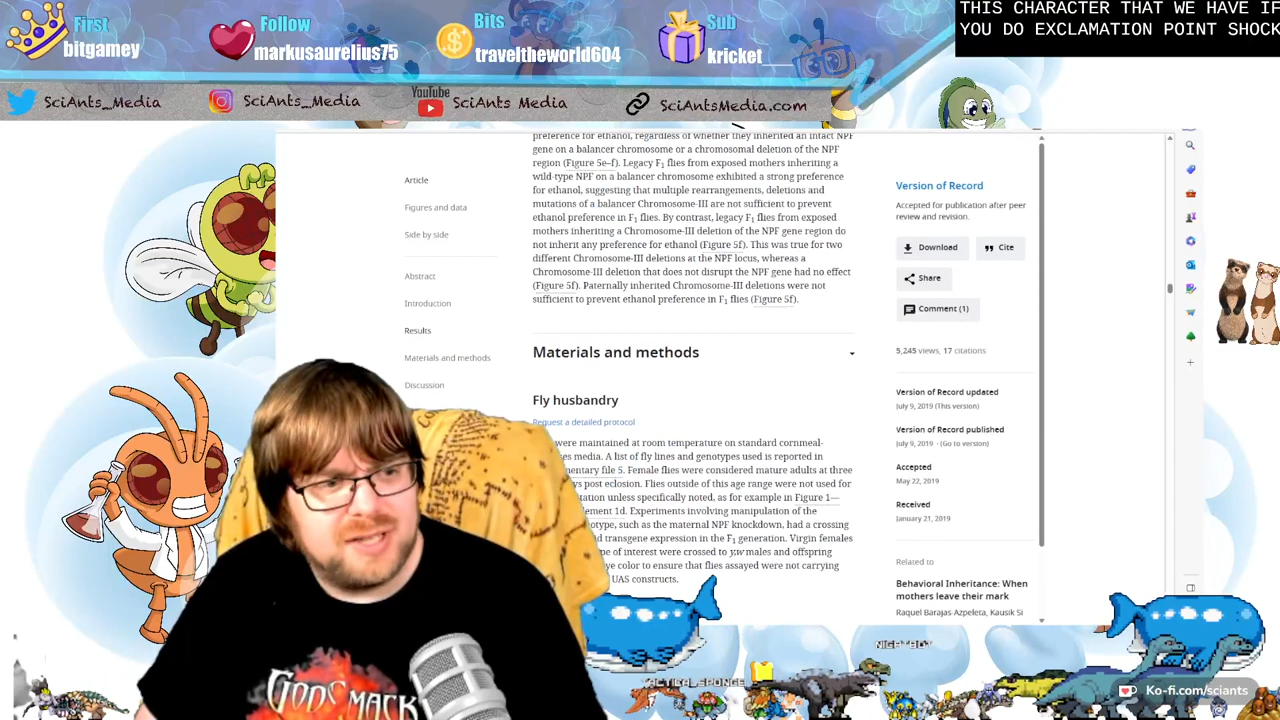 First
bitgamey
Follow
markusaurelius75
Bits
traveltheworld604
Sub
kricket__
THIS CHARACTER THAT WE HAVE IF
YOU DO EXCLAMATION POINT SHOCK
SciAnts_Media
SciAnts_Media
YouTube
SciAnts Media
SciAntsMedia.com
preference for ethanol, regardless of whether they inherited an intact NPF
gene on a balancer chromosome or a chromosomal deletion of the NPF
region (Figure 5e–f). Legacy F1 flies from exposed mothers inheriting a
wild-type NPF on a balancer chromosome exhibited a strong preference
for ethanol, suggesting that multiple rearrangements, deletions and
mutations of a balancer Chromosome-III are not sufficient to prevent
ethanol preference in F1 flies. By contrast, legacy F1 flies from exposed
mothers inheriting a Chromosome-III deletion of the NPF gene region do
not inherit any preference for ethanol (Figure 5f). This was true for two
different Chromosome-III deletions at the NPF locus, whereas a
Chromosome-III deletion that does not disrupt the NPF gene had no effect
(Figure 5f). Paternally inherited Chromosome-III deletions were not
sufficient to prevent ethanol preference in F1 flies (Figure 5f).
Article
Figures and data
Side by side
Abstract
Introduction
Results
Materials and methods
Discussion
Materials and methods
Fly husbandry
Request a detailed protocol
were maintained at room temperature on standard cornmeal-
media. A list of fly lines and genotypes used is reported in
file 5. Female flies were considered mature adults at three
post eclosion. Flies outside of this age range were not used for
unless specifically noted, as for example in Figure 1—
1d. Experiments involving manipulation of the
such as the maternal NPF knockdown, had a crossing
transgene expression in the F1 generation. Virgin females
of interest were crossed to y,w males and offspring
color to ensure that flies assayed were not carrying
UAS constructs.
Version of Record
Accepted for publication after peer
review and revision.
Download
Cite
Share
Comment (1)
5,245 views, 17 citations
Version of Record updated
July 9, 2019 (This version)
Version of Record published
July 9, 2019 · (Go to version)
Accepted
May 22, 2019
Received
January 21, 2019
Related to
Behavioral Inheritance: When
mothers leave their mark
Raquel Barajas-Azpeleta, Kausik Si
NIGHTBOT
TACTICAL_SPONGE
GODSMACK
Ko-fi.com/sciants